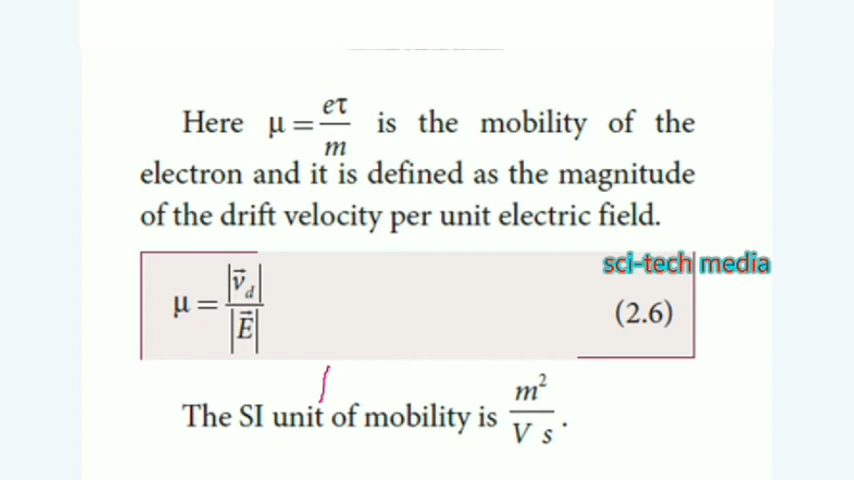 Here μ = eτ/m is the mobility of the
electron and it is defined as the magnitude
of the drift velocity per unit electric field.
sci-tech media
μ = |v⃗_d| / |E⃗| (2.6)
The SI unit of mobility is m²/V s.